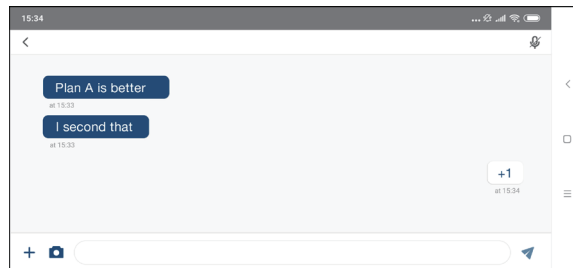 15:34
Plan A is better
at 15:33
I second that
at 15:33
+1
at 15:34